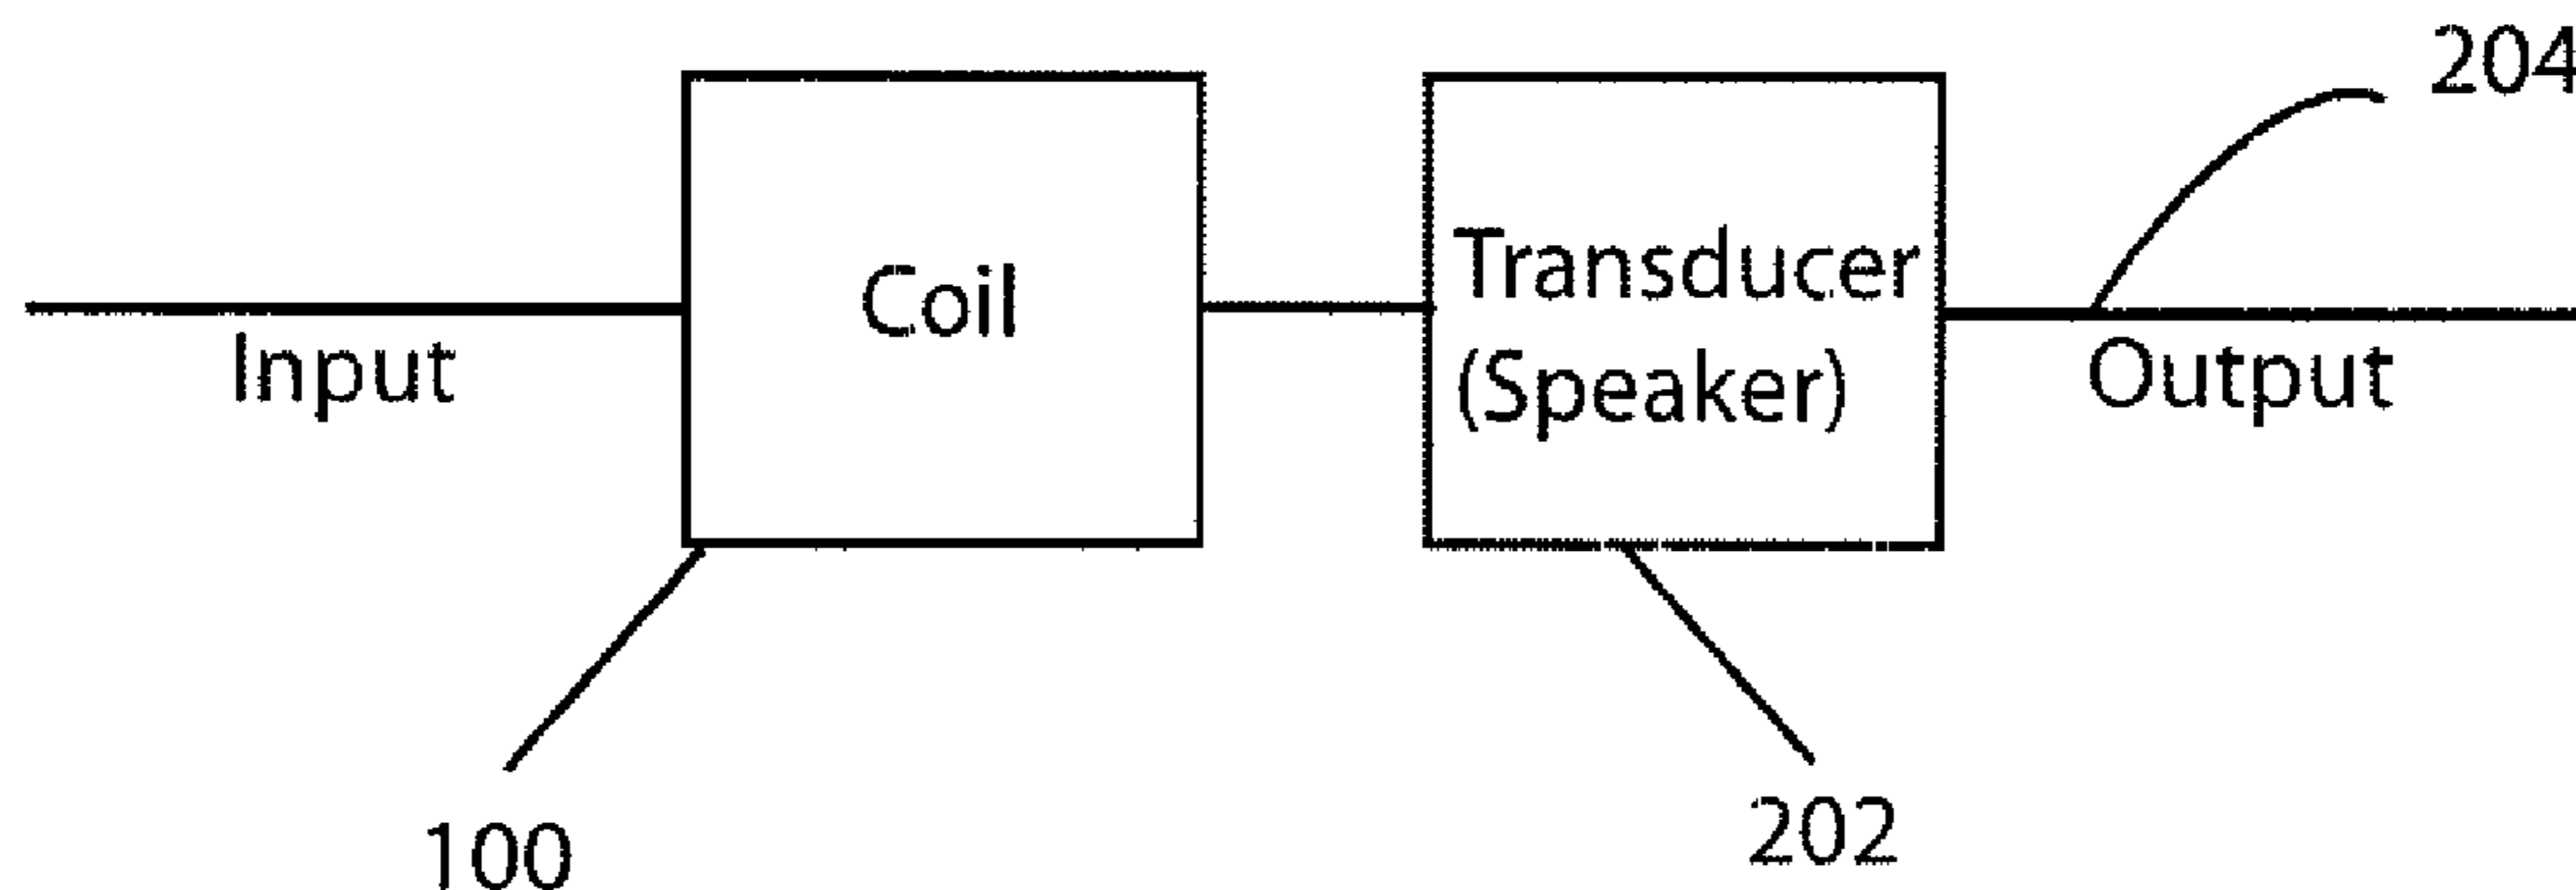 204
Coil
Transducer
(Speaker)
Input
Output
100
202